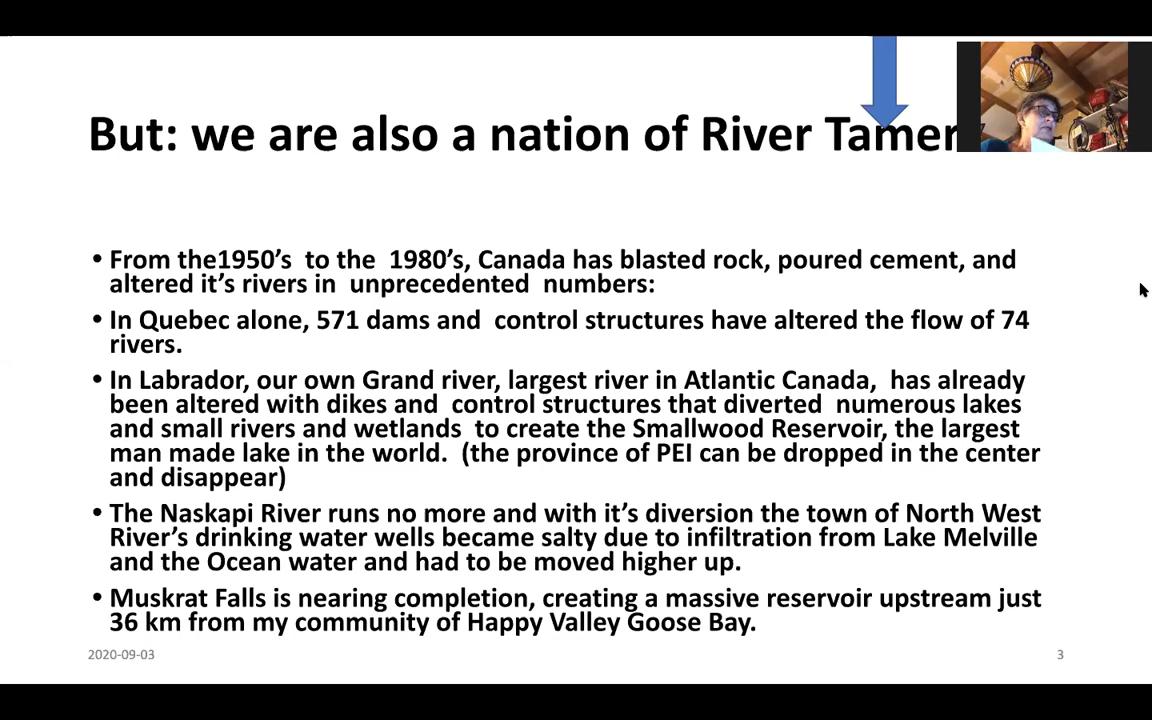 But: we are also a nation of River Tamer
• From the1950’s to the 1980’s, Canada has blasted rock, poured cement, and
altered it’s rivers in unprecedented numbers:
• In Quebec alone, 571 dams and control structures have altered the flow of 74
rivers.
• In Labrador, our own Grand river, largest river in Atlantic Canada, has already
been altered with dikes and control structures that diverted numerous lakes
and small rivers and wetlands to create the Smallwood Reservoir, the largest
man made lake in the world. (the province of PEI can be dropped in the center
and disappear)
• The Naskapi River runs no more and with it’s diversion the town of North West
River’s drinking water wells became salty due to infiltration from Lake Melville
and the Ocean water and had to be moved higher up.
• Muskrat Falls is nearing completion, creating a massive reservoir upstream just
36 km from my community of Happy Valley Goose Bay.
2020-09-03
3